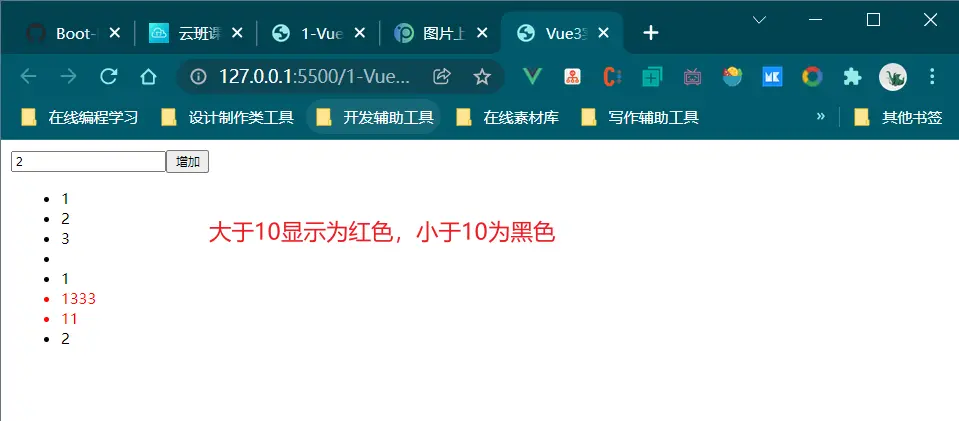 Boot-
云班课
1-Vue
图片上
Vue3
127.0.0.1:5500/1-Vue...
在线编程学习
设计制作类工具
开发辅助工具
在线素材库
写作辅助工具
»
其他书签
2
增加
1
2
3
大于10显示为红色，小于10为黑色
1
1333
11
2